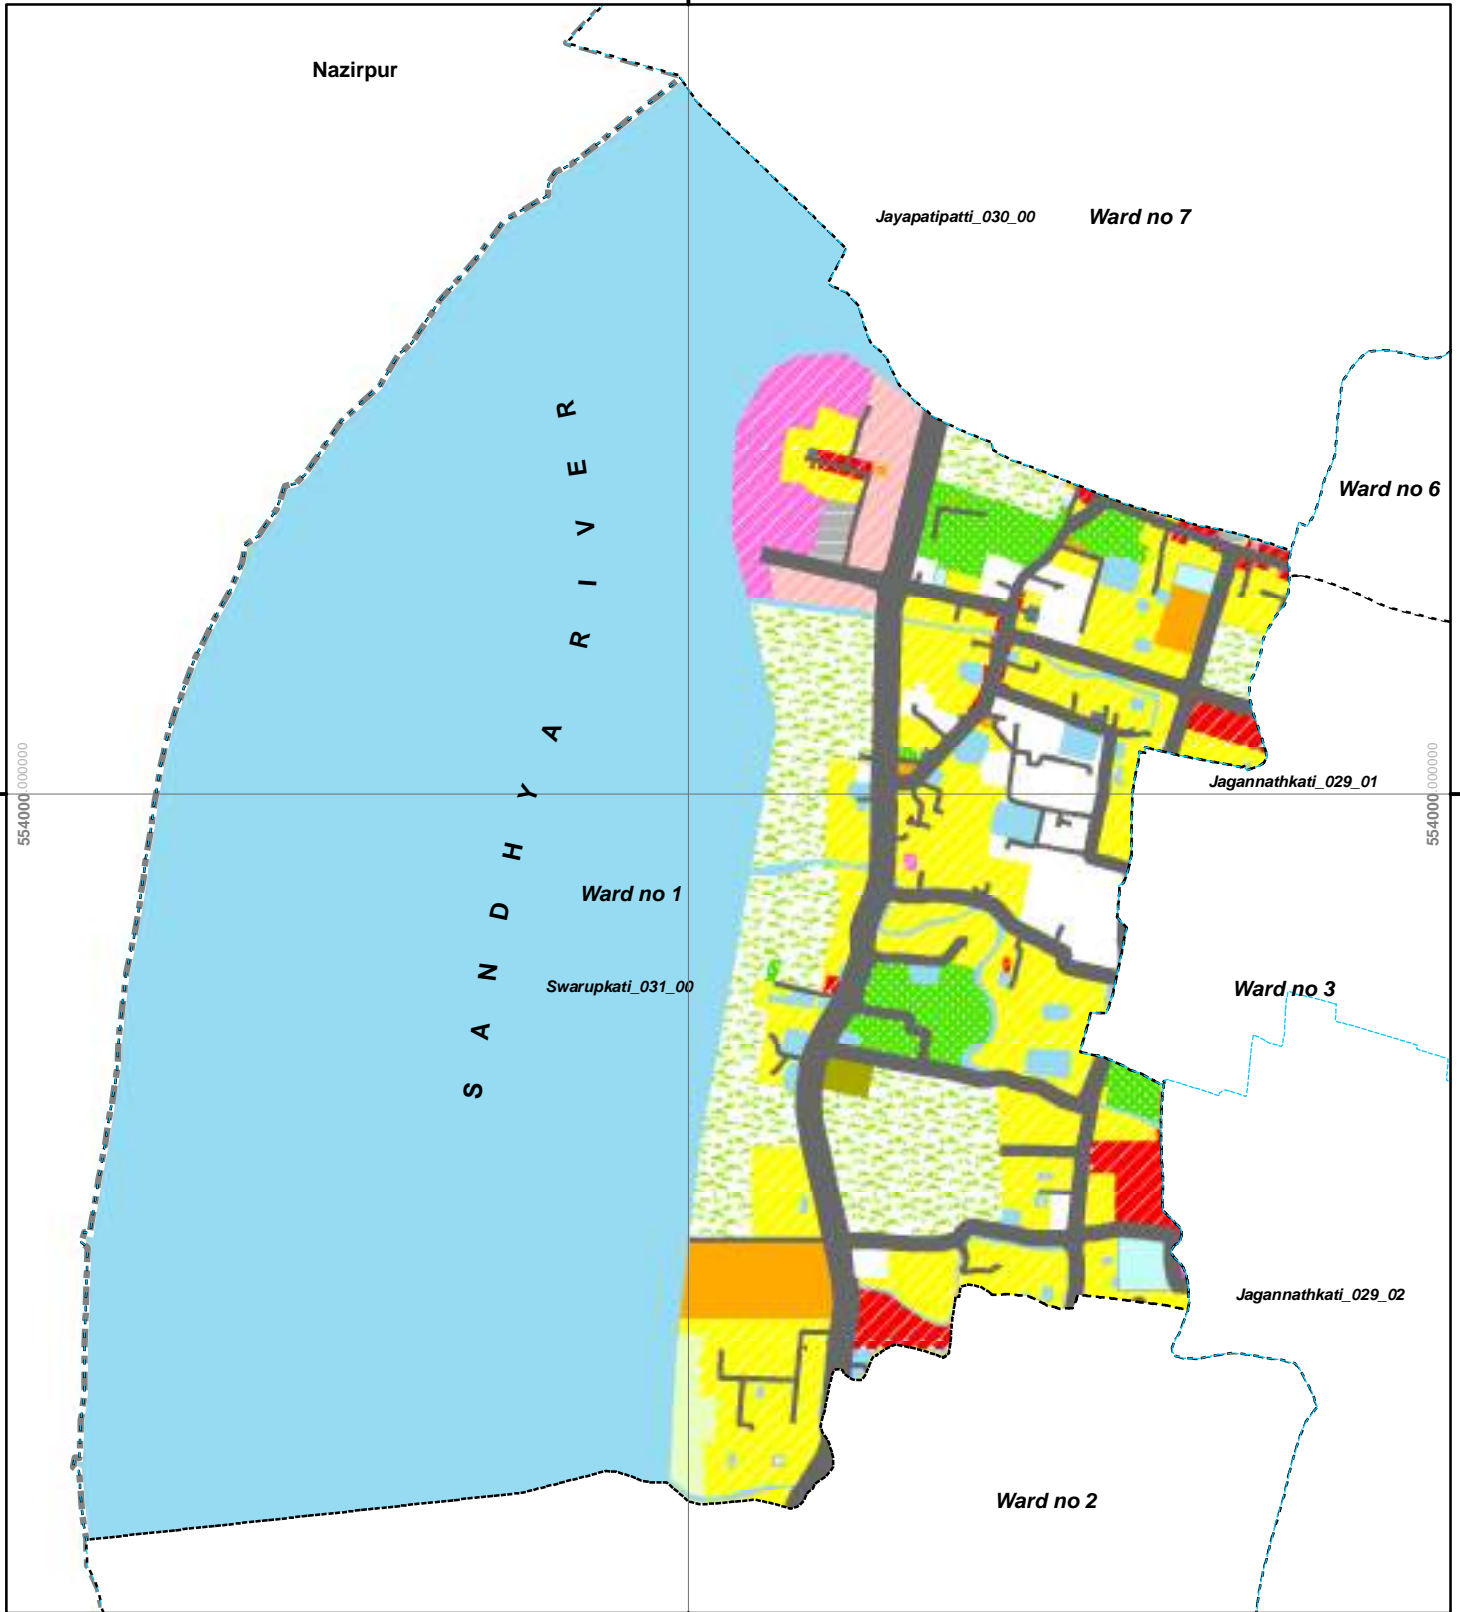 Nazirpur
Jayapatipatti_030_00
Ward no 7
Ward no 6
SANDHYA RIVER
554000.000000
554000.000000
Jagannathkati_029_01
Ward no 1
Swarupkati_031_00
Ward no 3
Jagannathkati_029_02
Ward no 2